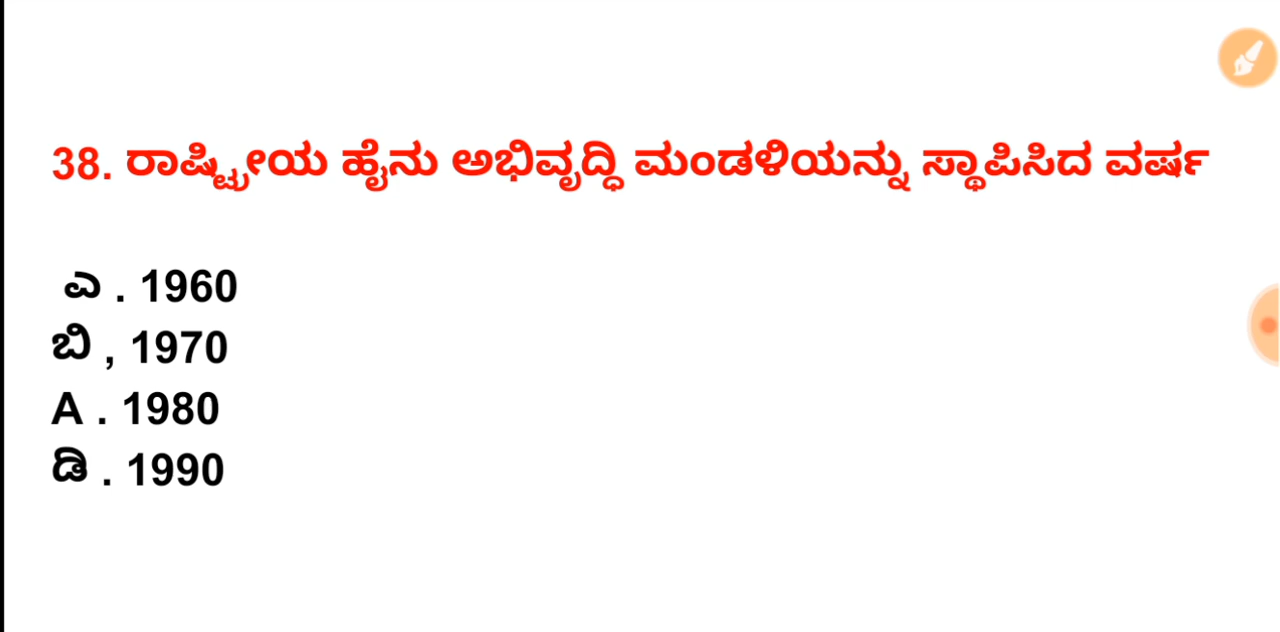 38. ರಾಷ್ಟ್ರೀಯ ಹೈನು ಅಭಿವೃದ್ಧಿ ಮಂಡಳಿಯನ್ನು ಸ್ಥಾಪಿಸಿದ ವರ್ಷ
ಎ . 1960
ಬಿ , 1970
A . 1980
ಡಿ . 1990